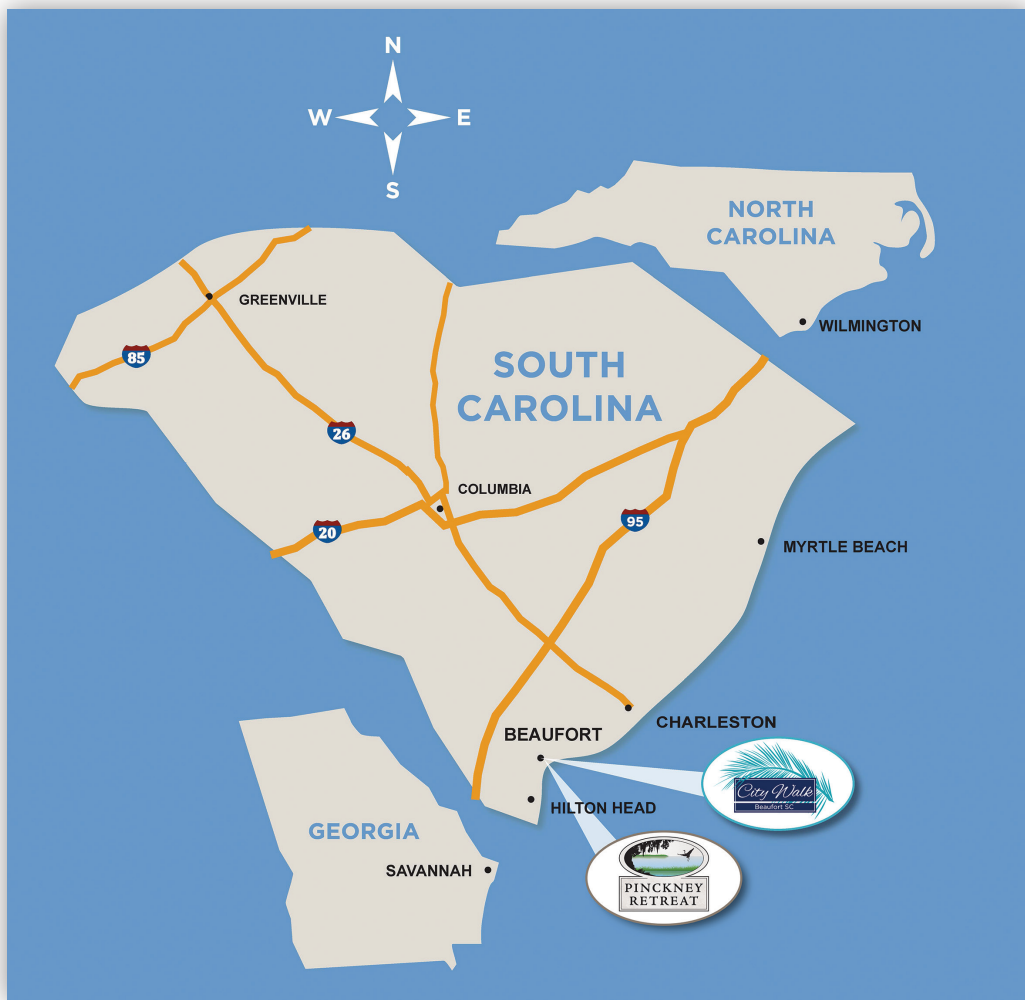 N
W E
S
NORTH
CAROLINA
WILMINGTON
GREENVILLE
85
SOUTH
CAROLINA
26
COLUMBIA
20
95
MYRTLE BEACH
BEAUFORT
CHARLESTON
City Walk
Beaufort SC
HILTON HEAD
GEORGIA
SAVANNAH
PINCKNEY
RETREAT